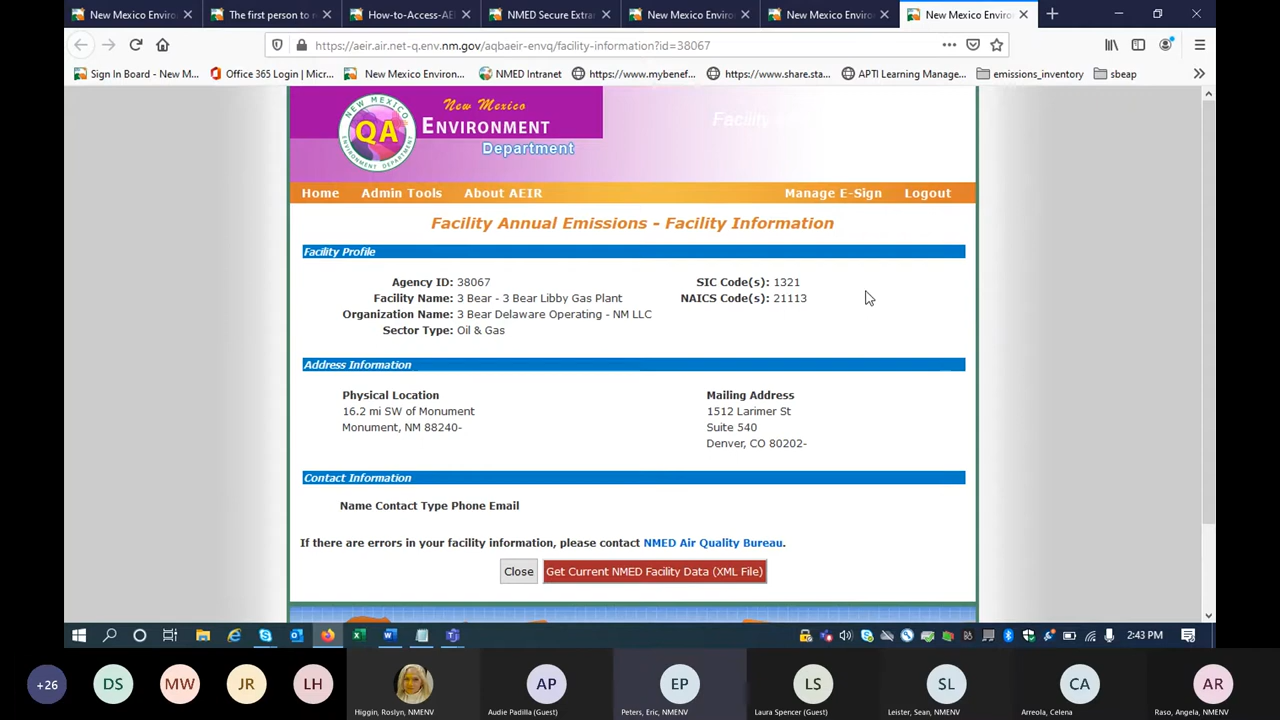 New Mexico Enviro
The first person to r
How-to-Access-AEI
NMED Secure Extra
New Mexico Enviro
New Mexico Enviro
New Mexico Enviro
https://aeir.air.net-q.env.nm.gov/aqbaeir-envq/facility-information?id=38067
Sign In Board - New M...
Office 365 Login | Micr...
New Mexico Environ...
NMED Intranet
https://www.mybenef...
https://www.share.sta...
APTI Learning Manage...
emissions_inventory
sbeap
NEW MEXICO
QA
ENVIRONMENT DEPARTMENT
New Mexico
ENVIRONMENT
Department
Home
Admin Tools
About AEIR
Manage E-Sign
Logout
Facility Annual Emissions - Facility Information
Facility Profile
Agency ID: 38067
SIC Code(s): 1321
Facility Name: 3 Bear - 3 Bear Libby Gas Plant
NAICS Code(s): 21113
Organization Name: 3 Bear Delaware Operating - NM LLC
Sector Type: Oil & Gas
Address Information
Physical Location
16.2 mi SW of Monument
Monument, NM 88240-
Mailing Address
1512 Larimer St
Suite 540
Denver, CO 80202-
Contact Information
Name Contact Type Phone Email
If there are errors in your facility information, please contact NMED Air Quality Bureau.
Close
Get Current NMED Facility Data (XML File)
2:43 PM
+26
DS
MW
JR
LH
Higgin, Roslyn, NMENV
AP
Audie Padilla (Guest)
EP
Peters, Eric, NMENV
LS
Laura Spencer (Guest)
SL
Leister, Sean, NMENV
CA
Arreola, Celena
AR
Raso, Angela, NMENV